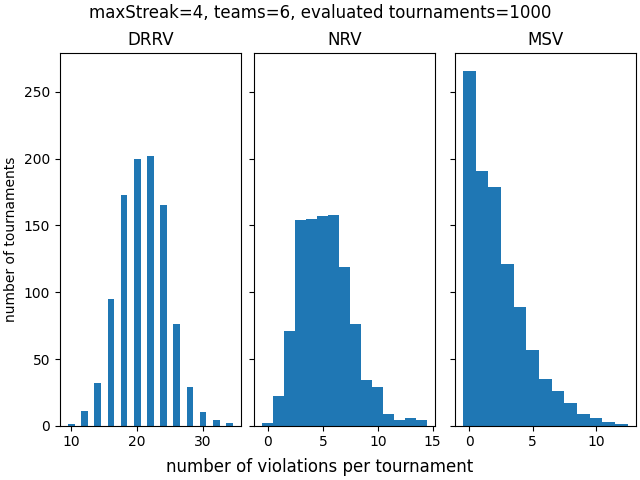 maxStreak=4, teams=6, evaluated tournaments=1000
DRRV NRV MSV
number of tournaments
250
200
150
100
50
0
10 20 30 0 5 10 15 0 5 10
number of violations per tournament